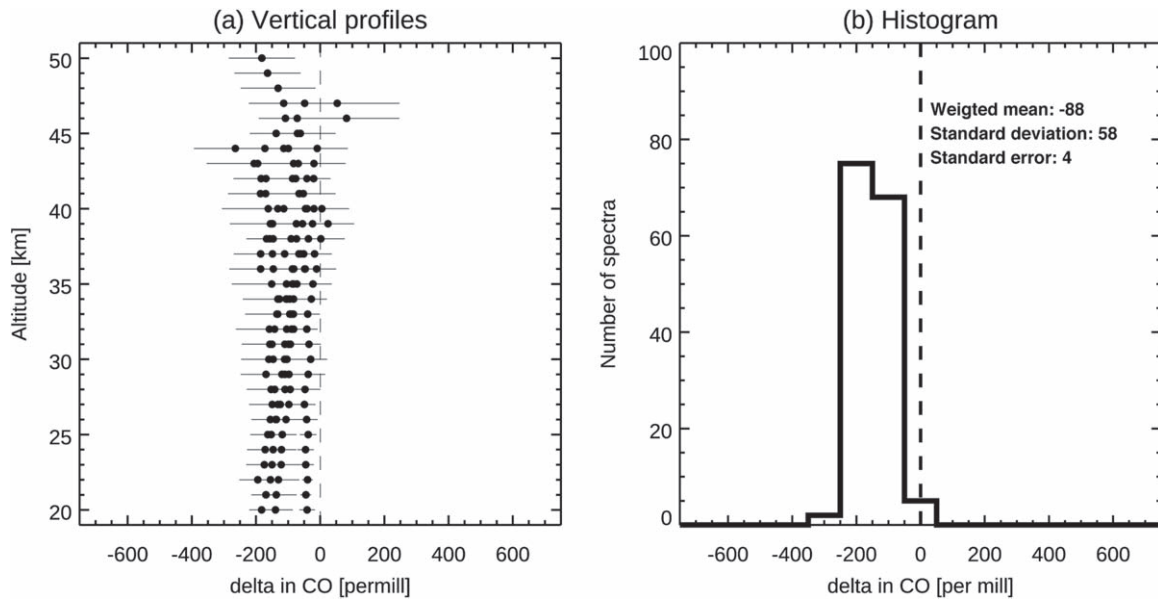 (a) Vertical profiles
50
45
40
35
30
25
20
Altitude [km]
-600 -400 -200 0 200 400 600
delta in CO [permill]
(b) Histogram
100
80
60
40
20
0
Number of spectra
Weigted mean: -88
Standard deviation: 58
Standard error: 4
-600 -400 -200 0 200 400 600
delta in CO [per mill]